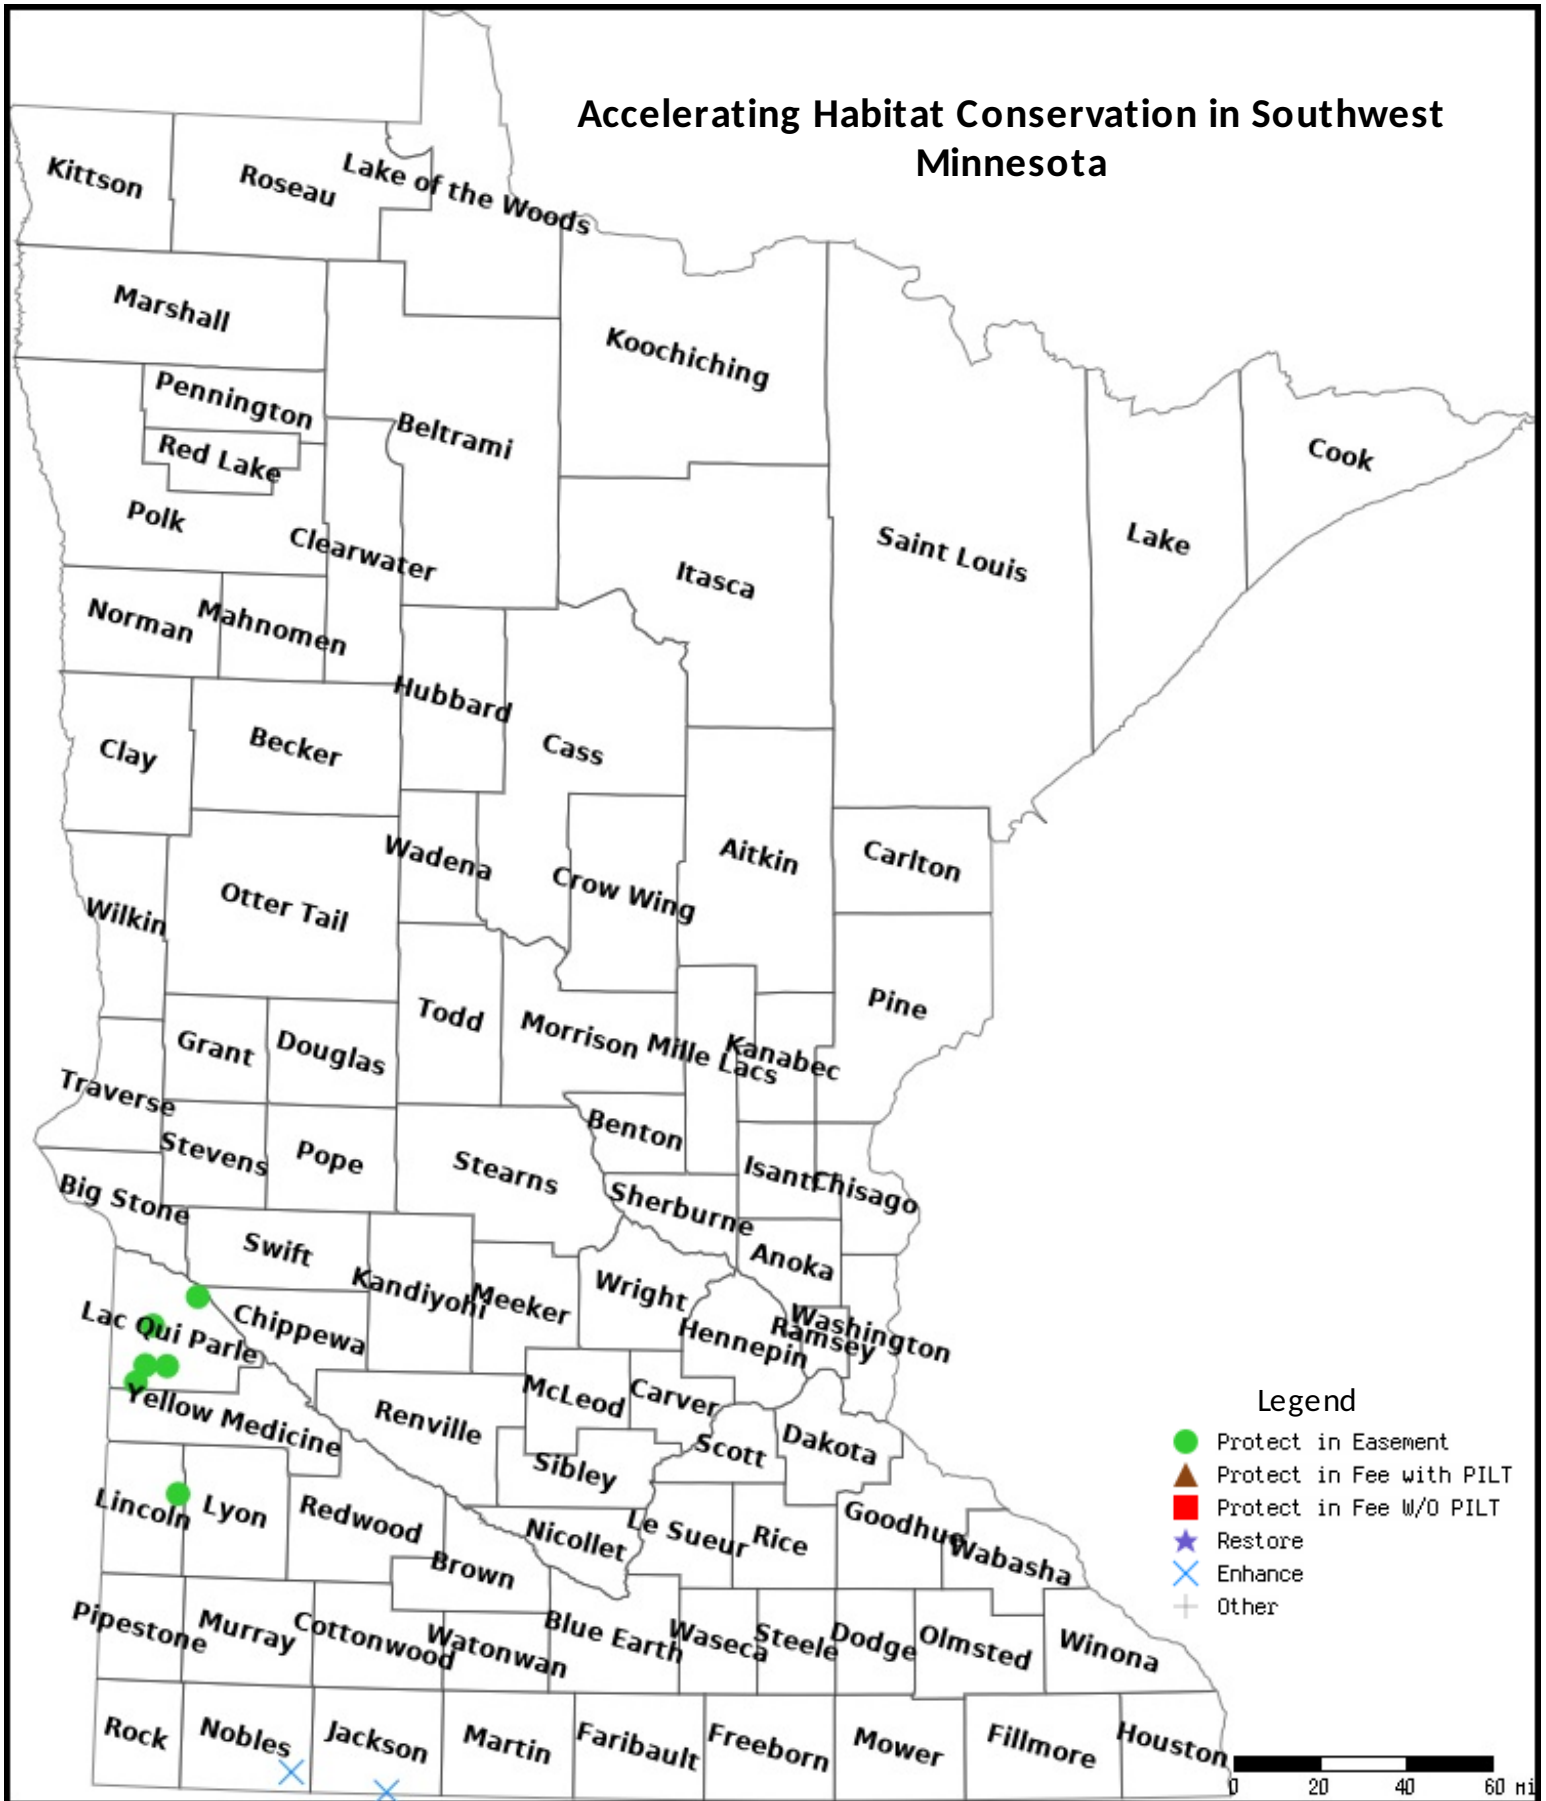 Accelerating Habitat Conservation in Southwest
Minnesota
Kittson
Roseau
Lake of the Woods
Marshall
Koochiching
Pennington
Beltrami
Red Lake
Cook
Polk
Clearwater
Saint Louis
Lake
Itasca
Norman
Mahnomen
Hubbard
Clay
Becker
Cass
Wadena
Aitkin
Carlton
Otter Tail
Crow Wing
Wilkin
Pine
Todd
Grant
Douglas
Morrison
Mille Lacs
Kanabec
Traverse
Benton
Stevens
Pope
Stearns
Isanti
Chisago
Big Stone
Sherburne
Swift
Anoka
Kandiyohi
Meeker
Wright
Lac Qui Parle
Chippewa
Hennepin
Ramsey
Washington
McLeod
Carver
Yellow Medicine
Renville
Scott
Dakota
Sibley
Lincoln
Lyon
Redwood
Nicollet
Le Sueur
Rice
Goodhue
Wabasha
Brown
Pipestone
Murray
Cottonwood
Watonwan
Blue Earth
Waseca
Steele
Dodge
Olmsted
Winona
Rock
Nobles
Jackson
Martin
Faribault
Freeborn
Mower
Fillmore
Houston
Legend
Protect in Easement
Protect in Fee with PILT
Protect in Fee W/O PILT
Restore
Enhance
Other
0 20 40 60 mi